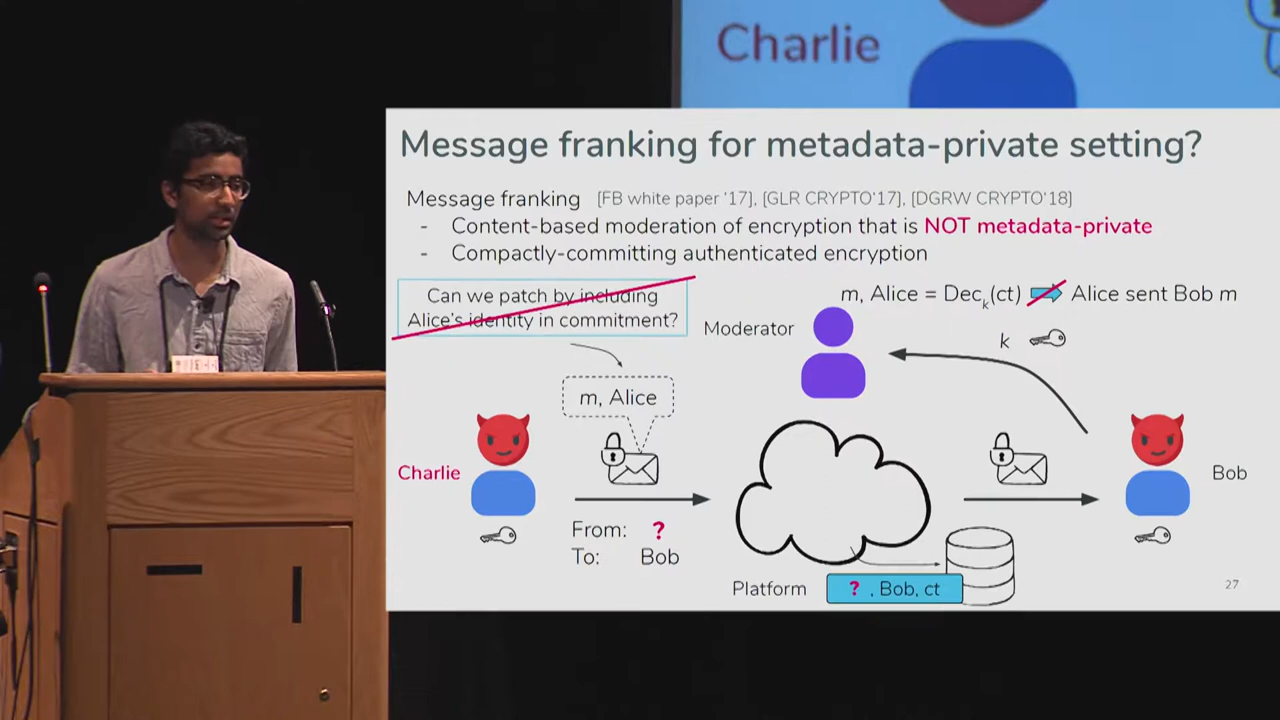 Charlie
Message franking for metadata-private setting?
Message franking [FB white paper ‘17], [GLR CRYPTO‘17], [DGRW CRYPTO‘18]
- Content-based moderation of encryption that is NOT metadata-private
- Compactly-committing authenticated encryption
Can we patch by including
Alice's identity in commitment?
m, Alice = Deck(ct) Alice sent Bob m
Moderator
k
m, Alice
Charlie
Bob
From: ?
To: Bob
Platform
? , Bob, ct
27